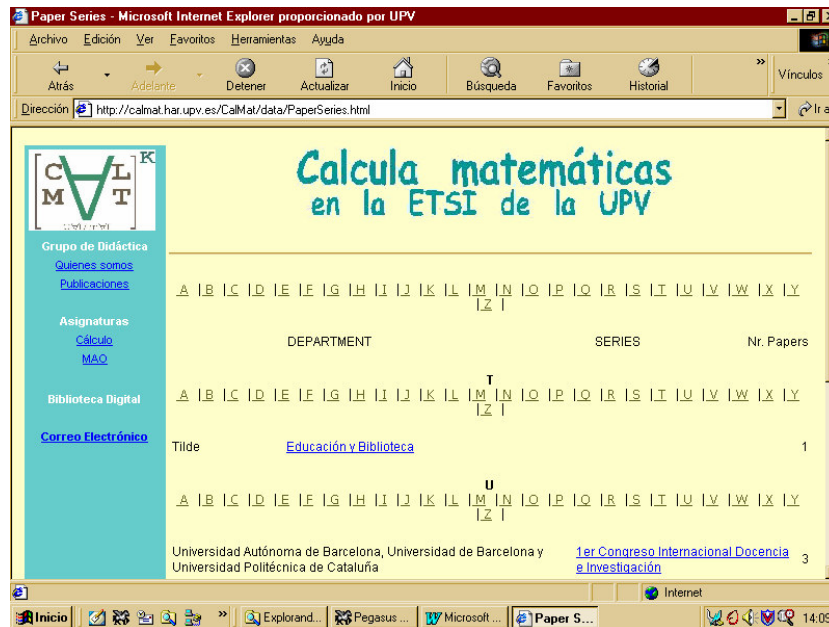 Paper Series - Microsoft Internet Explorer proporcionado por UPV
Archivo Edición Ver Favoritos Herramientas Ayuda
Atrás Adelante Detener Actualizar Inicio Búsqueda Favoritos Historial » Vínculos
Dirección http://calmat.har.upv.es/CalMat/data/PaperSeries.html Ir a
C A L K
M T
Calcula matemáticas
en la ETSI de la UPV
Grupo de Didáctica
Quienes somos
Publicaciones
Asignaturas
Cálculo
MAO
Biblioteca Digital
Correo Electrónico
A | B | C | D | E | F | G | H | I | J | K | L | M | N | O | P | Q | R | S | T | U | V | W | X | Y
| Z |
DEPARTMENT SERIES Nr. Papers
T
A | B | C | D | E | F | G | H | I | J | K | L | M | N | O | P | Q | R | S | T | U | V | W | X | Y
| Z |
Tilde Educación y Biblioteca 1
U
A | B | C | D | E | F | G | H | I | J | K | L | M | N | O | P | Q | R | S | T | U | V | W | X | Y
| Z |
Universidad Autónoma de Barcelona, Universidad de Barcelona y 1er Congreso Internacional Docencia 3
Universidad Politécnica de Cataluña e Investigación
Internet
Inicio » Explorand... Pegasus ... Microsoft ... Paper S... 14:05